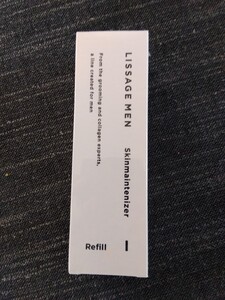 LISSAGE MEN
Skinmaintenizer
I
From the grooming and collagen experts,
a line created for men
Refill